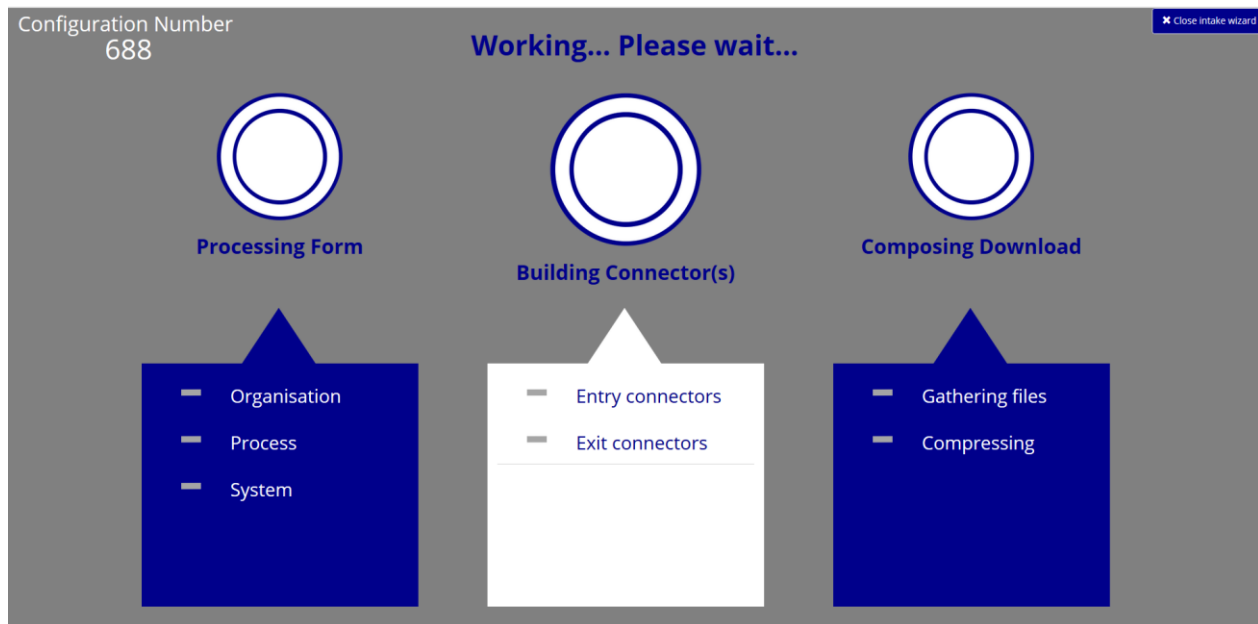 Configuration Number
688
Working... Please wait...
✖ Close intake wizard
Processing Form
Building Connector(s)
Composing Download
Organisation
Process
System
Entry connectors
Exit connectors
Gathering files
Compressing